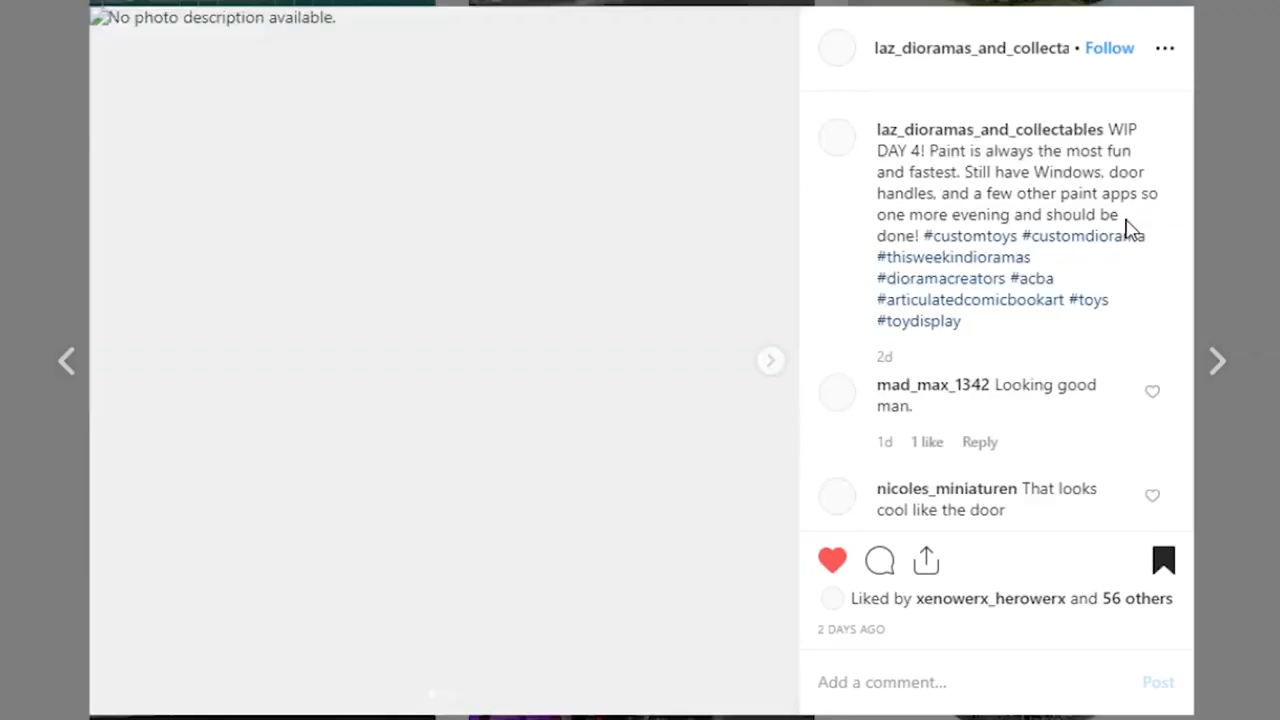 No photo description available.
laz_dioramas_and_collecta • Follow
laz_dioramas_and_collectables WIP
DAY 4! Paint is always the most fun
and fastest. Still have Windows, door
handles, and a few other paint apps so
one more evening and should be
done! #customtoys #customdiorama
#thisweekindioramas
#dioramacreators #acba
#articulatedcomicbookart #toys
#toydisplay
2d
mad_max_1342 Looking good
man.
1d 1 like Reply
nicoles_miniaturen That looks
cool like the door
Liked by xenowerx_herowerx and 56 others
2 DAYS AGO
Add a comment... Post